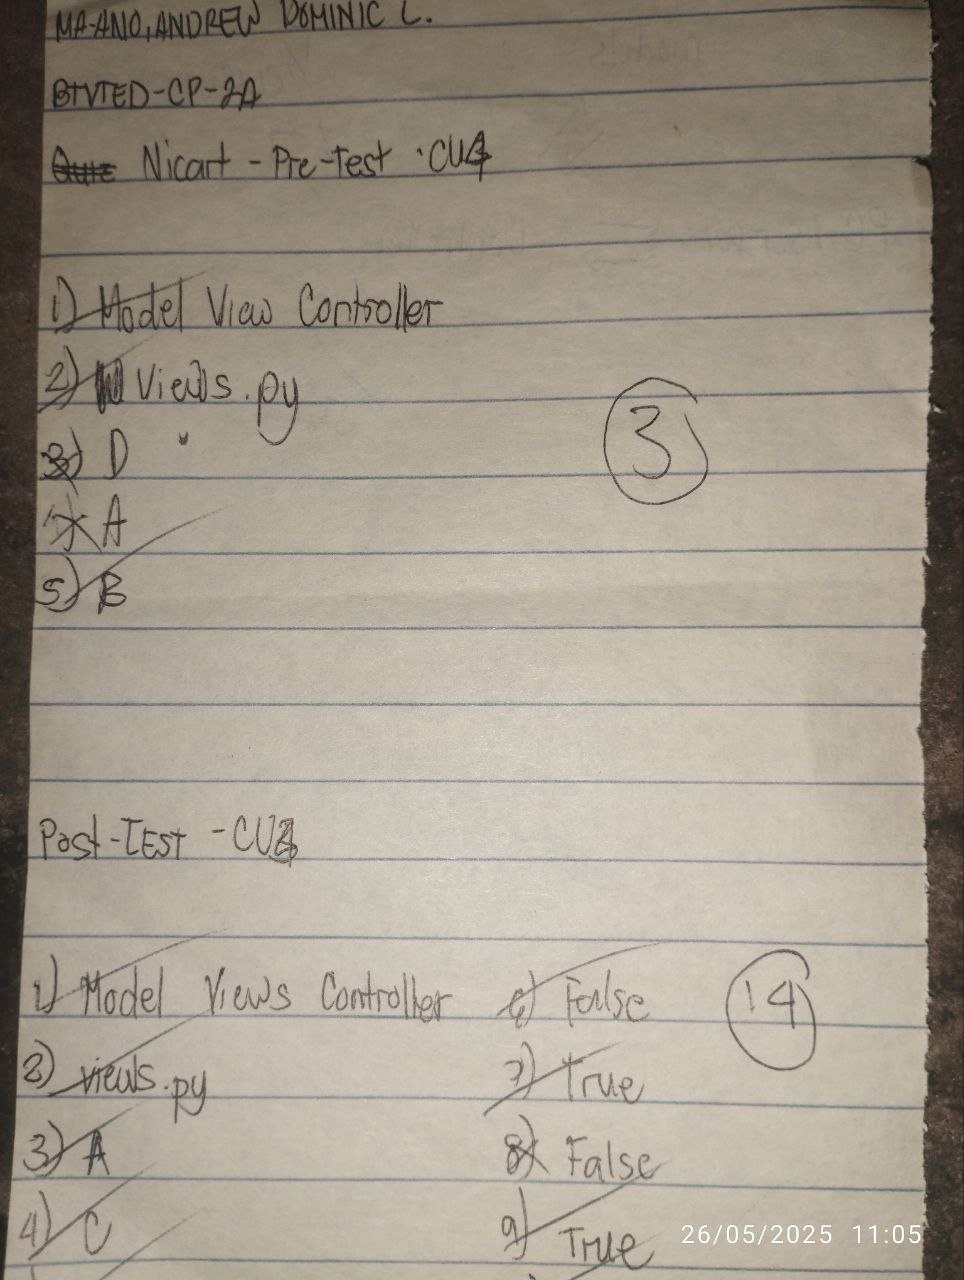 MA-ANO, ANDREW DOMINIC L.
BTVTED-CP-2A
Nicart - Pre-Test CU4
1) Model View Controller
2) Views.py
3) D
3
4) A
5) B
Post-TEST - CU4
1) Model Views Controller
2) views.py
3) A
4) C
6) False
7) True
8) False
9) True
14
26/05/2025 11:05